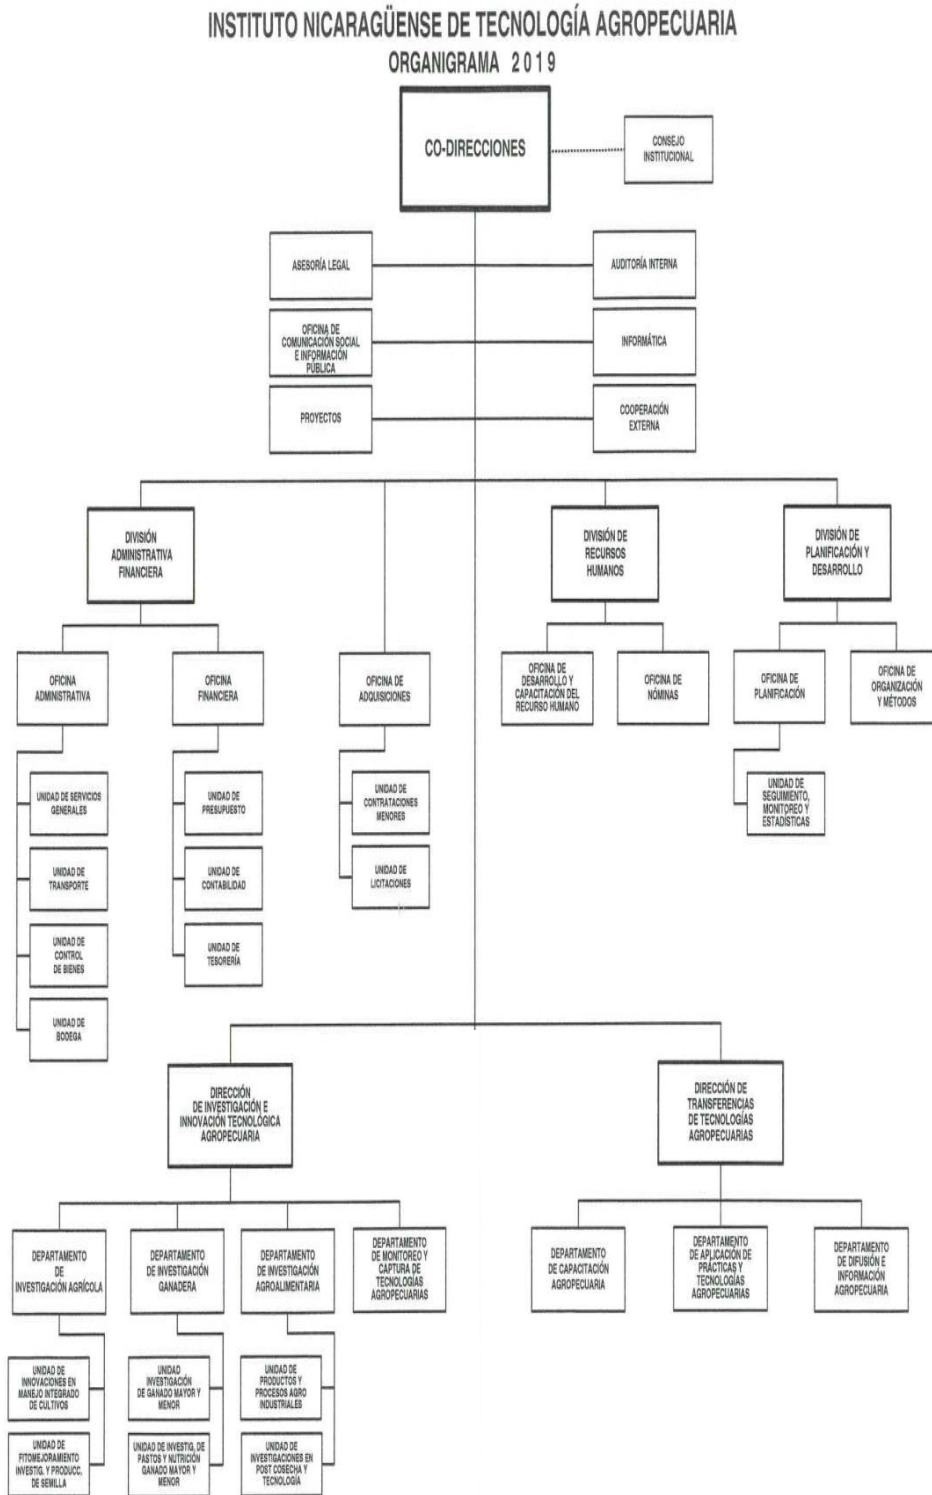 INSTITUTO NICARAGÜENSE DE TECNOLOGÍA AGROPECUARIA
ORGANIGRAMA 2019
CO-DIRECCIONES
CONSEJO
INSTITUCIONAL
ASESORÍA LEGAL
AUDITORÍA INTERNA
OFICINA DE
COMUNICACIÓN SOCIAL
E INFORMACIÓN
PÚBLICA
INFORMÁTICA
PROYECTOS
COOPERACIÓN
EXTERNA
DIVISIÓN
ADMINISTRATIVA
FINANCIERA
DIVISIÓN DE
RECURSOS
HUMANOS
DIVISIÓN DE
PLANIFICACIÓN Y
DESARROLLO
OFICINA
ADMINISTRATIVA
OFICINA
FINANCIERA
OFICINA DE
ADQUISICIONES
OFICINA DE
DESARROLLO Y
CAPACITACIÓN DEL
RECURSO HUMANO
OFICINA DE
NÓMINAS
OFICINA DE
PLANIFICACIÓN
OFICINA DE
ORGANIZACIÓN
Y MÉTODOS
UNIDAD DE SERVICIOS
GENERALES
UNIDAD DE
PRESUPUESTO
UNIDAD DE
CONTRATACIONES
MENORES
UNIDAD DE
SEGUIMIENTO,
MONITOREO Y
ESTADÍSTICAS
UNIDAD DE
TRANSPORTE
UNIDAD DE
CONTABILIDAD
UNIDAD DE
LICITACIONES
UNIDAD DE
CONTROL
DE BIENES
UNIDAD DE
TESORERÍA
UNIDAD DE
BODEGA
DIRECCIÓN
DE INVESTIGACIÓN E
INNOVACIÓN TECNOLÓGICA
AGROPECUARIA
DIRECCIÓN DE
TRANSFERENCIAS
DE TECNOLOGÍAS
AGROPECUARIAS
DEPARTAMENTO
DE
INVESTIGACIÓN AGRÍCOLA
DEPARTAMENTO
DE INVESTIGACIÓN
GANADERA
DEPARTAMENTO
DE INVESTIGACIÓN
AGROALIMENTARIA
DEPARTAMENTO
DE MONITOREO Y
CAPTURA DE
TECNOLOGÍAS
AGROPECUARIAS
DEPARTAMENTO
DE CAPACITACIÓN
AGROPECUARIA
DEPARTAMENTO
DE APLICACIÓN DE
PRÁCTICAS Y
TECNOLOGÍAS
AGROPECUARIAS
DEPARTAMENTO
DE DIFUSIÓN E
INFORMACIÓN
AGROPECUARIA
UNIDAD DE
INNOVACIONES EN
MANEJO INTEGRADO
DE CULTIVOS
UNIDAD
INVESTIGACIÓN
DE GANADO MAYOR Y
MENOR
UNIDAD DE
PRODUCTOS Y
PROCESOS AGRO
INDUSTRIALES
UNIDAD DE
FITOMEJORAMIENTO
INVESTIG. Y PRODUCC.
DE SEMILLA
UNIDAD DE INVESTIG. DE
PASTOS Y NUTRICIÓN
GANADO MAYOR Y
MENOR
UNIDAD DE
INVESTIGACIONES EN
POST COSECHA Y
TECNOLOGÍA